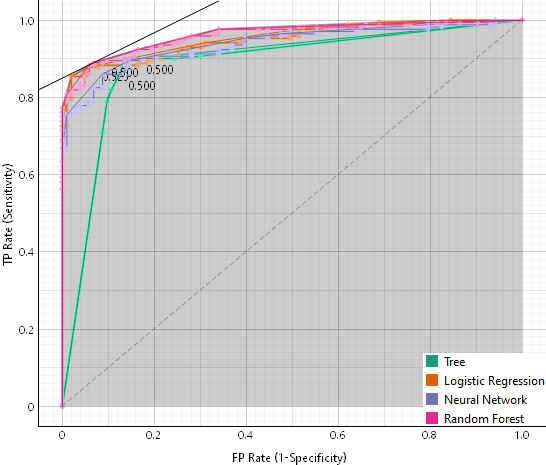 1.0
0.8
0.6
0.4
0.2
0
TP Rate (Sensitivity)
0.500
0.500
0.500
0 0.2 0.4 0.6 0.8 1.0
FP Rate (1-Specificity)
Tree
Logistic Regression
Neural Network
Random Forest